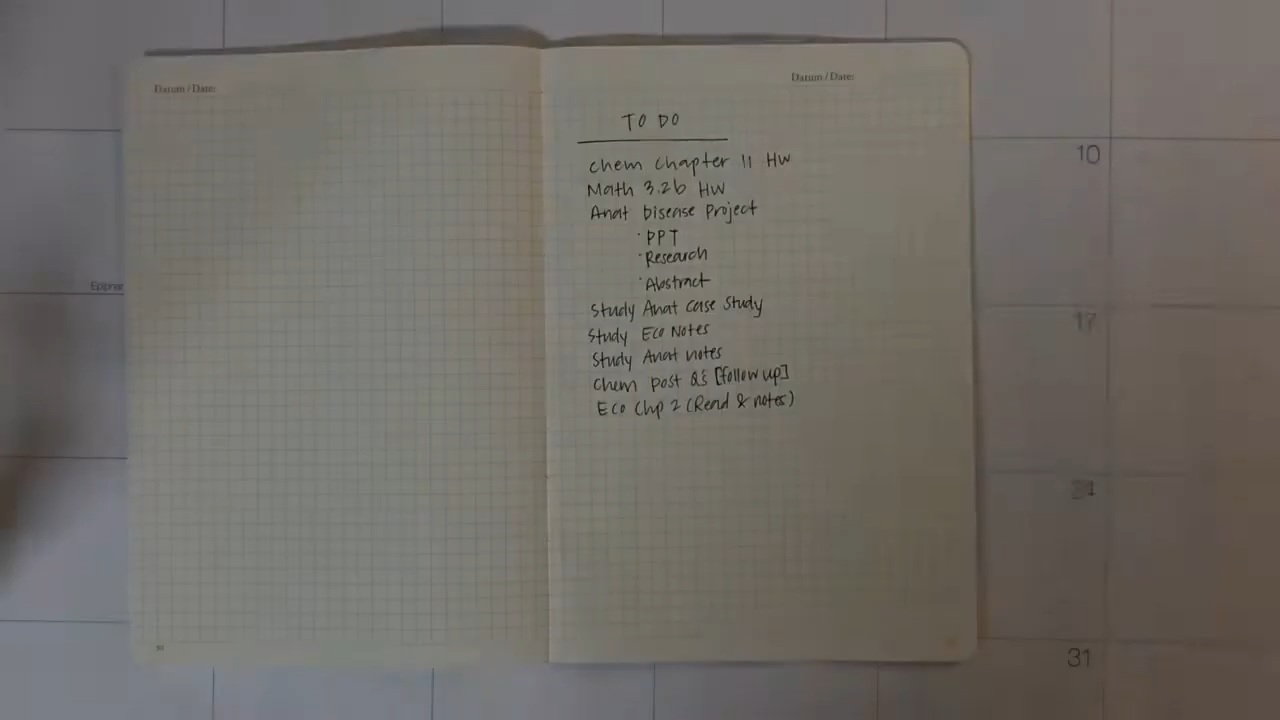 Datum / Date:
Datum / Date:
TO DO
Chem Chapter 11 HW
Math 3.2b HW
Anat Disease Project
· PPT
· Research
· Abstract
Study Anat Case Study
Study Eco Notes
Study Anat notes
Chem post Q's [follow up]
Eco Chp 2 (Read & notes)
10
17
24
31